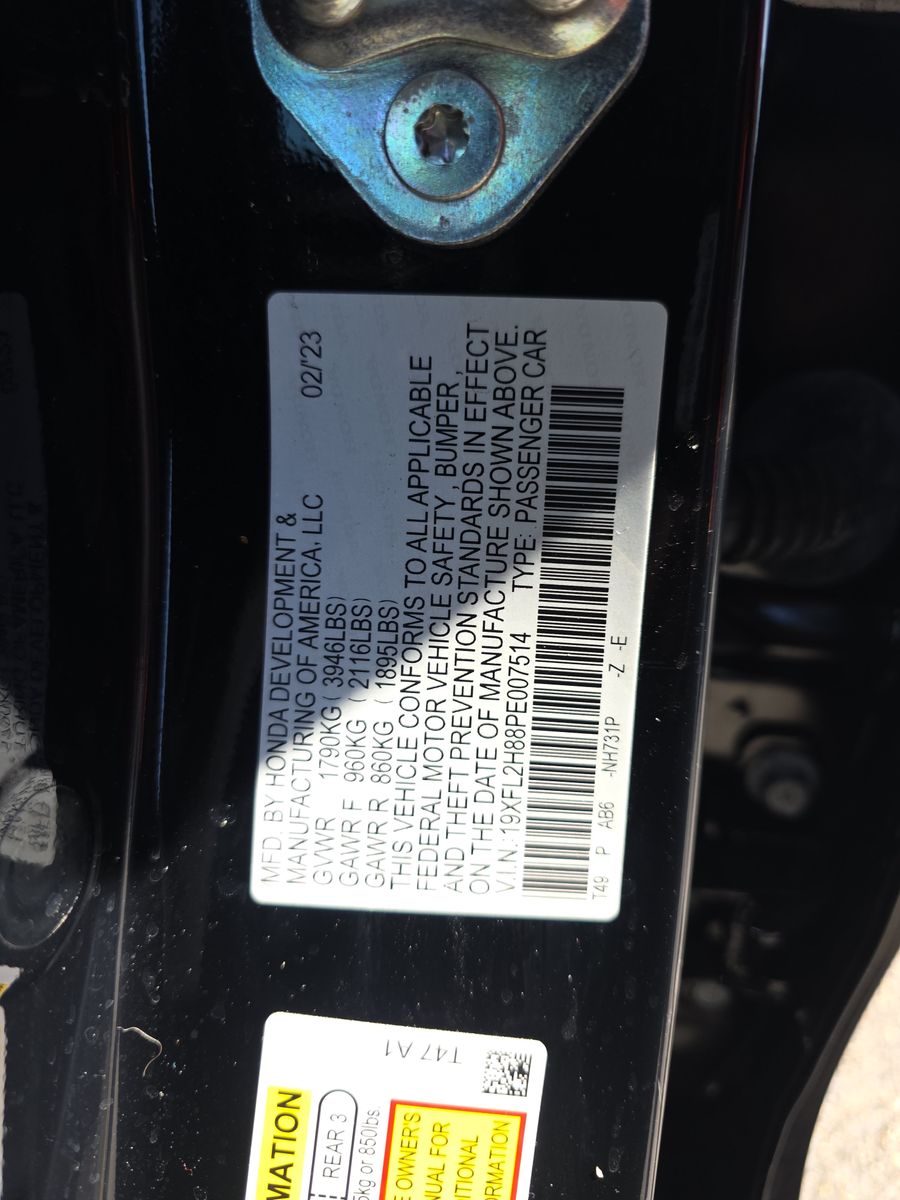 MFD. BY HONDA DEVELOPMENT &
MANUFACTURING OF AMERICA. LLC 02/'23
GVWR 1790KG ( 3946LBS)
GAWR F 960KG ( 2116LBS)
GAWR R 860KG ( 1895LBS)
THIS VEHICLE CONFORMS TO ALL APPLICABLE
FEDERAL MOTOR VEHICLE SAFETY , BUMPER ,
AND THEFT PREVENTION STANDARDS IN EFFECT
ON THE DATE OF MANUFACTURE SHOWN ABOVE.
V.I.N.:19XFL2H88PE007514 TYPE: PASSENGER CAR
T49 P AB6 -NH731P -Z -E
T47 A1
MATION
REAR 3
5kg or 850lbs.
E OWNER'S
NUAL FOR
ITIONAL
ORMATION